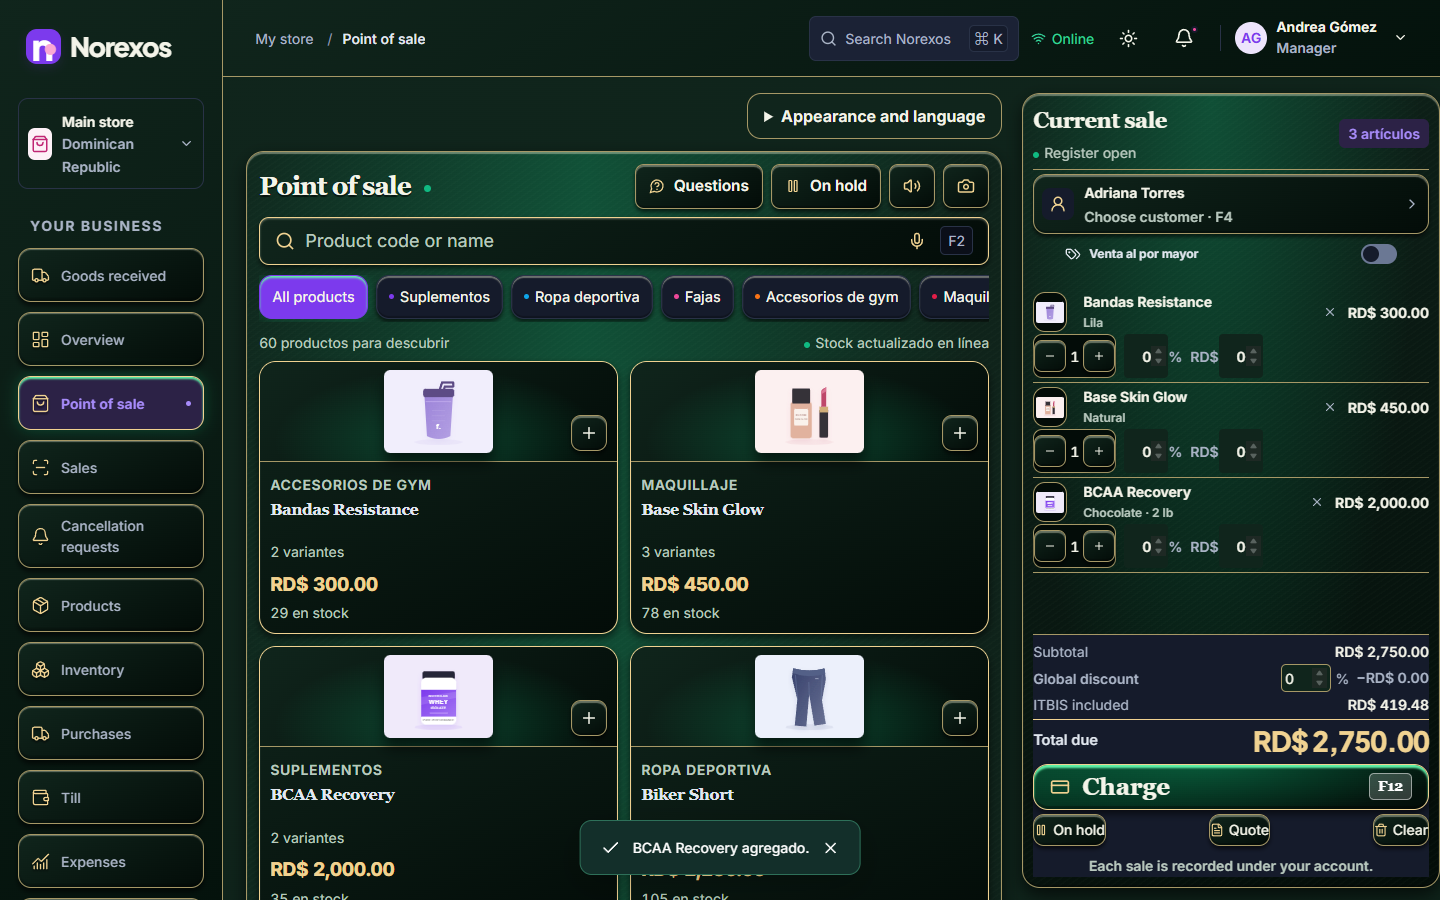 Norexos
My store / Point of sale
Search Norexos ⌘ K
Online
AG
Andrea Gómez
Manager
Main store
Dominican
Republic
YOUR BUSINESS
Goods received
Overview
Point of sale
Sales
Cancellation
requests
Products
Inventory
Purchases
Till
Expenses
Appearance and language
Point of sale
Questions
On hold
Product code or name
F2
All products
Suplementos
Ropa deportiva
Fajas
Accesorios de gym
Maquil
60 productos para descubrir
Stock actualizado en línea
ACCESORIOS DE GYM
Bandas Resistance
2 variantes
RD$ 300.00
29 en stock
MAQUILLAJE
Base Skin Glow
3 variantes
RD$ 450.00
78 en stock
WHEY
SUPLEMENTOS
BCAA Recovery
2 variantes
RD$ 2,000.00
35 en stock
ROPA DEPORTIVA
Biker Short
105 en stock
BCAA Recovery agregado.
Current sale
Register open
3 artículos
Adriana Torres
Choose customer · F4
Venta al por mayor
Bandas Resistance
Lila
× RD$ 300.00
− 1 + 0 % RD$ 0
Base Skin Glow
Natural
× RD$ 450.00
− 1 + 0 % RD$ 0
BCAA Recovery
Chocolate · 2 lb
× RD$ 2,000.00
− 1 + 0 % RD$ 0
Subtotal RD$ 2,750.00
Global discount 0 % −RD$ 0.00
ITBIS included RD$ 419.48
Total due RD$ 2,750.00
Charge F12
On hold
Quote
Clear
Each sale is recorded under your account.